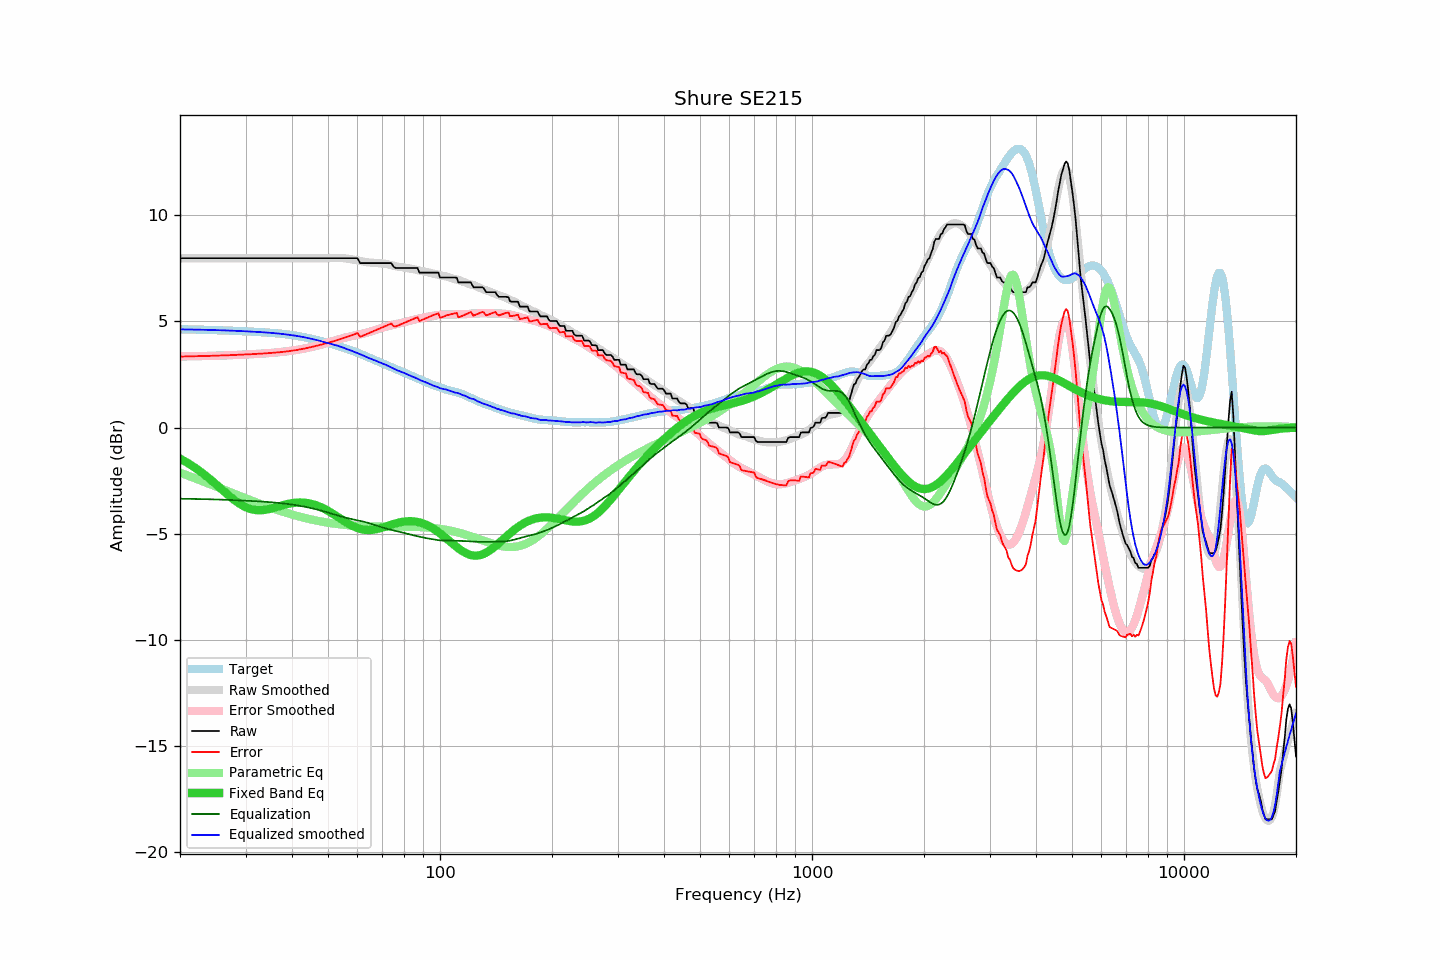 Shure SE215
Amplitude (dBr)
10
5
0
−5
−10
−15
−20
Target
Raw Smoothed
Error Smoothed
Raw
Error
Parametric Eq
Fixed Band Eq
Equalization
Equalized smoothed
100
1000
10000
Frequency (Hz)